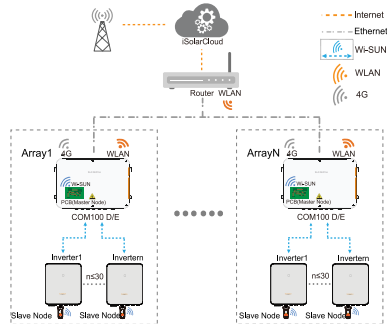 iSolarCloud
Router WLAN
Internet
Ethernet
Wi-SUN
WLAN
4G
Array1
4G
WLAN
Wi-SUN
PCB(Master Node)
COM100 D/E
Inverter1
Invertern
n≤30
Slave Node
Slave Node
ArrayN
4G
WLAN
Wi-SUN
PCB(Master Node)
COM100 D/E
Inverter1
Invertern
n≤30
Slave Node
Slave Node